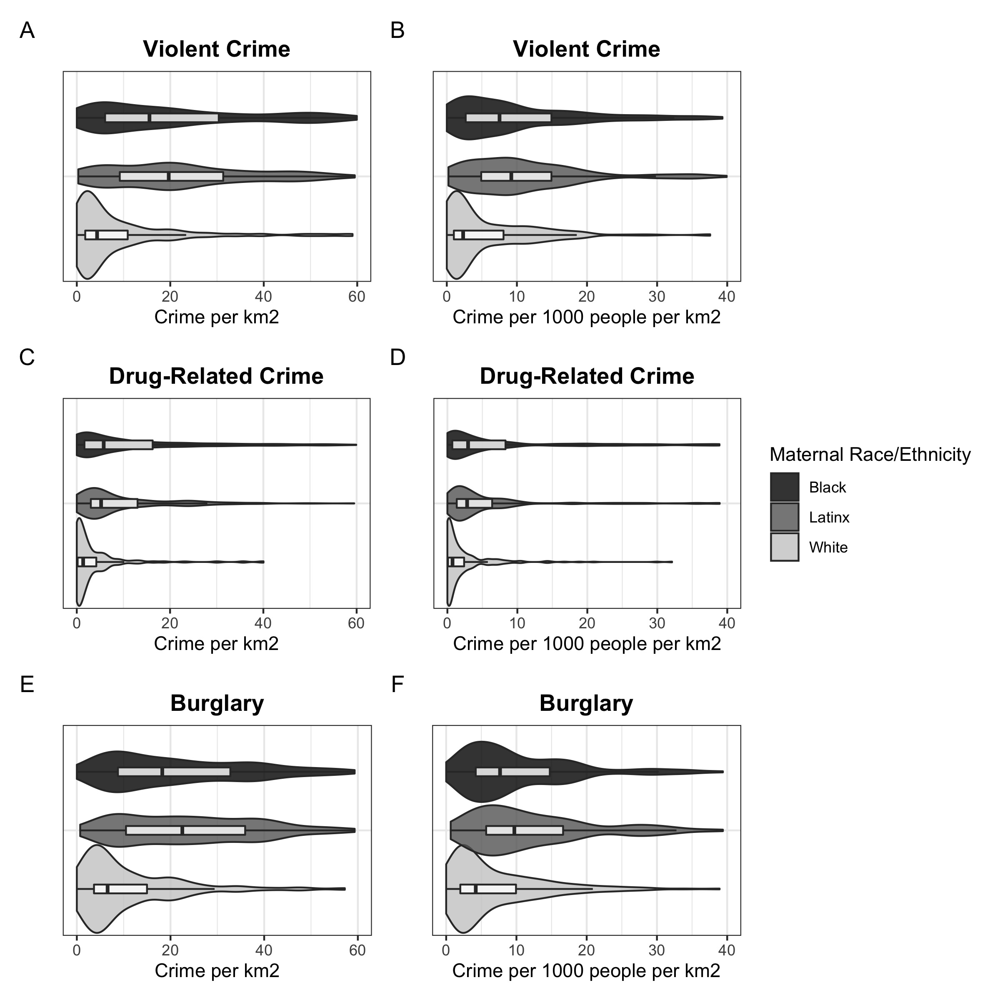 A
B
Violent Crime
Violent Crime
0 20 40 60
0 10 20 30 40
Crime per km2
Crime per 1000 people per km2
C
D
Drug-Related Crime
Drug-Related Crime
0 20 40 60
0 10 20 30 40
Crime per km2
Crime per 1000 people per km2
Maternal Race/Ethnicity
Black
Latinx
White
E
F
Burglary
Burglary
0 20 40 60
0 10 20 30 40
Crime per km2
Crime per 1000 people per km2